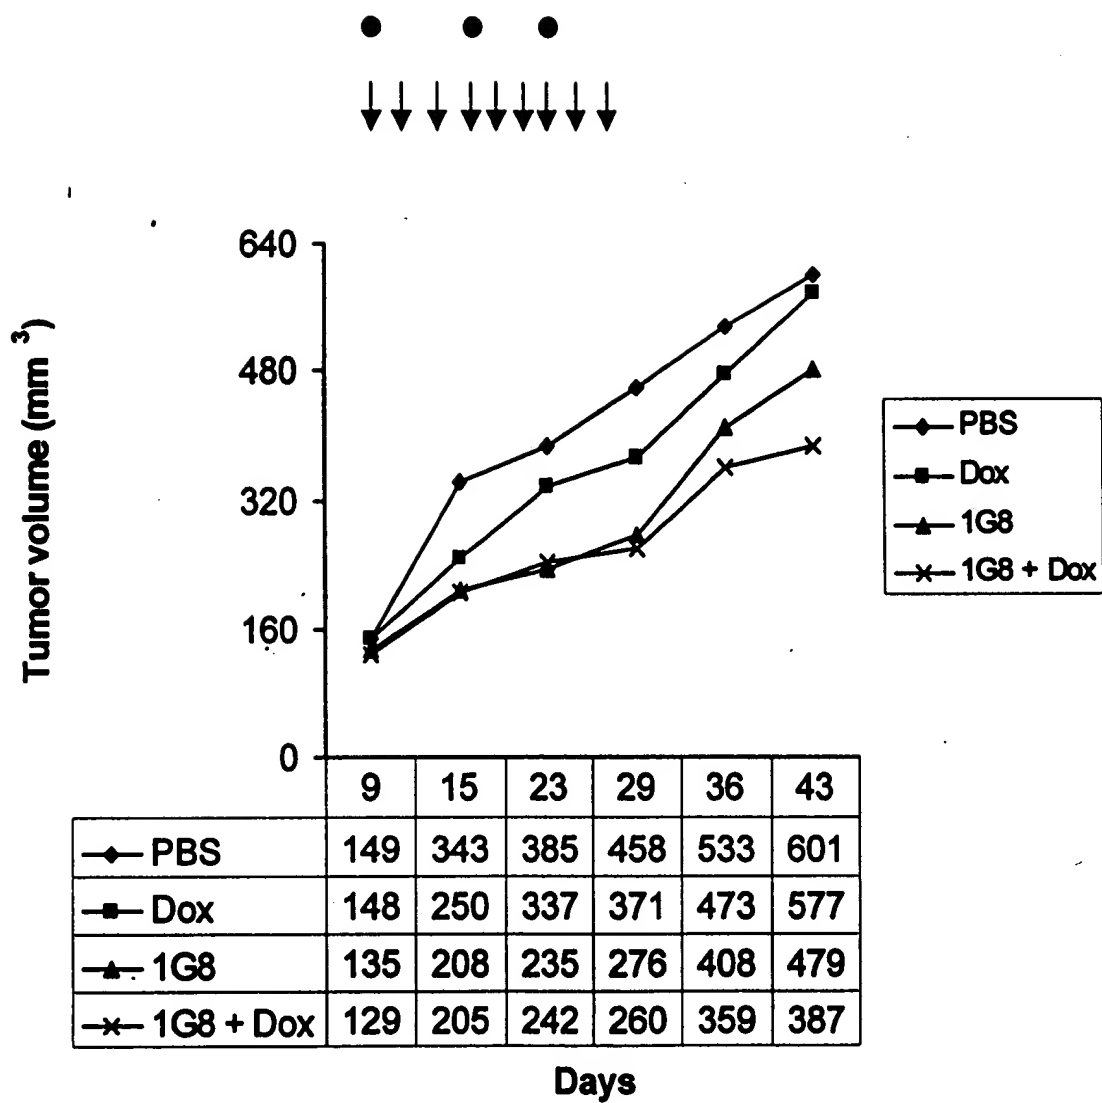 640
480
320
160
0
Tumor volume (mm ³)
PBS
Dox
1G8
1G8 + Dox
9 15 23 29 36 43
PBS 149 343 385 458 533 601
Dox 148 250 337 371 473 577
1G8 135 208 235 276 408 479
1G8 + Dox 129 205 242 260 359 387
Days